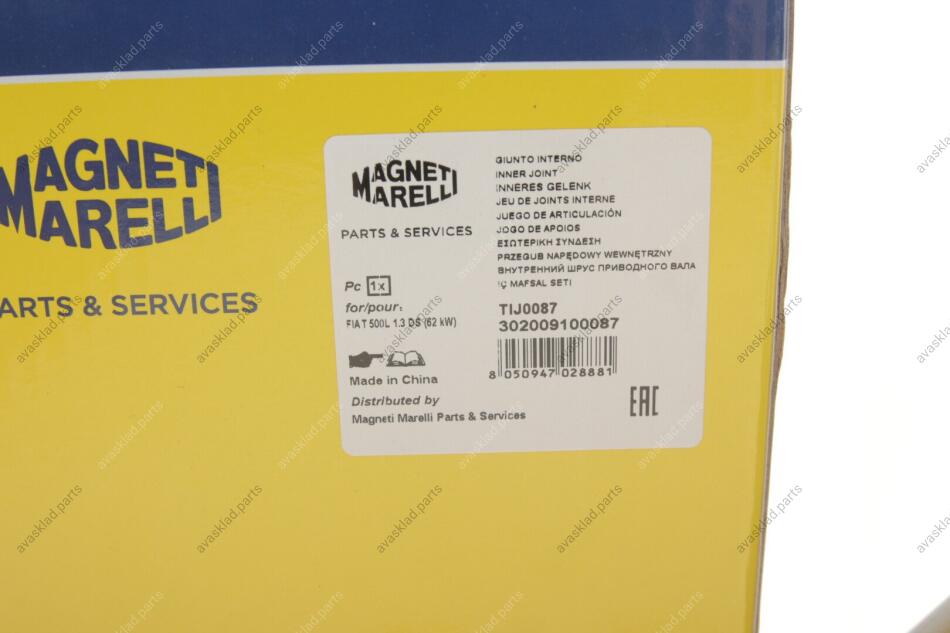 MAGNETI
MARELLI
PARTS & SERVICES
MAGNETI
MARELLI
PARTS & SERVICES
Pc 1x
for/pour:
FIAT 500L 1.3 DS (62 kW)
Made in China
Distributed by
Magneti Marelli Parts & Services
GIUNTO INTERNO
INNER JOINT
INNERES GELENK
JEU DE JOINTS INTERNE
JUEGO DE ARTICULACIÓN
JOGO DE APOIOS
ΕΣΩΤΕΡΙΚΗ ΣΥΝΔΕΣΗ
PRZEGUB NAPĘDOWY WEWNĘTRZNY
ВНУТРЕННИЙ ШРУС ПРИВОДНОГО ВАЛА
İÇ MAFSAL SETİ
TIJ0087
302009100087
8 050947 028881
EAC
avasklad.parts